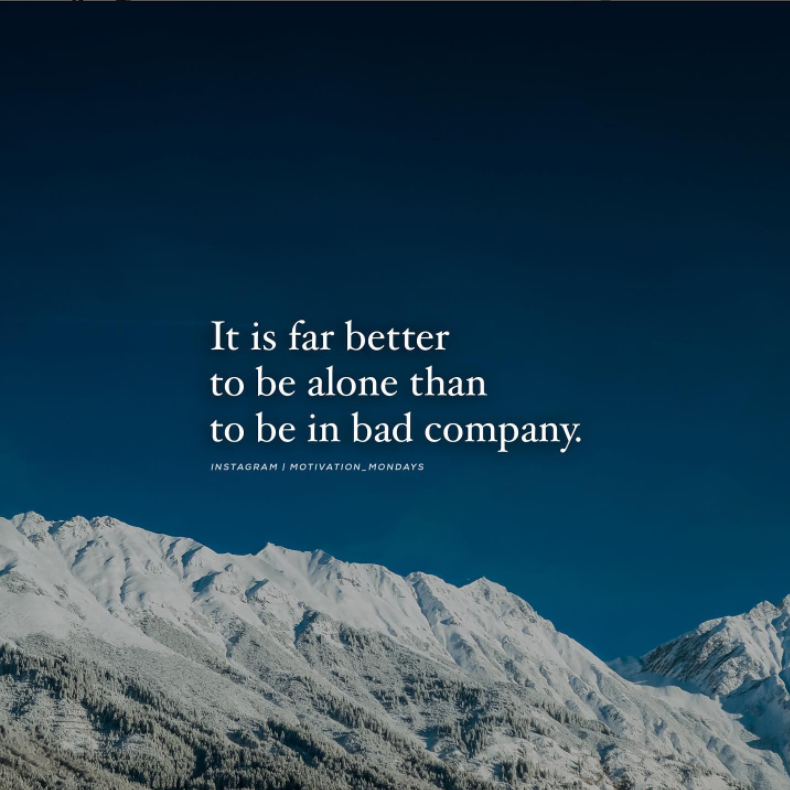 It is far better
to be alone than
to be in bad company.
INSTAGRAM | MOTIVATION_MONDAYS